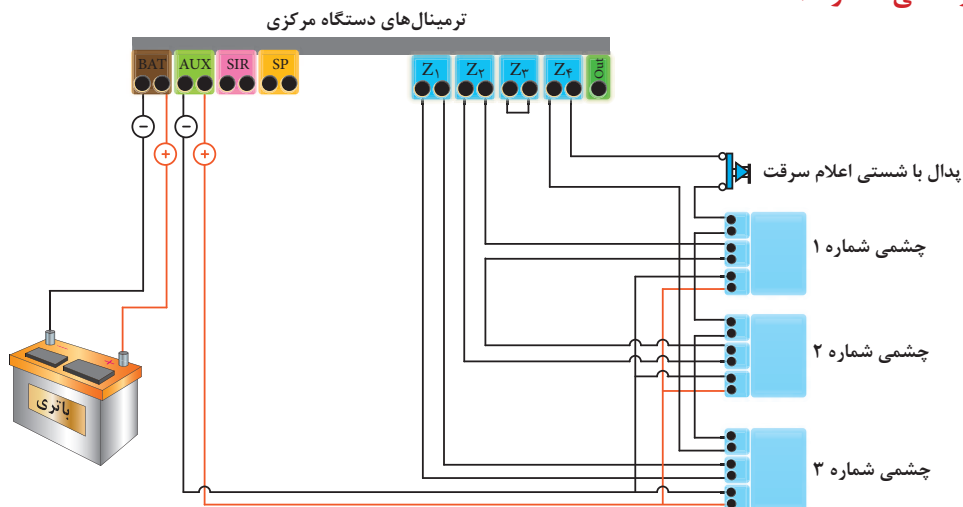 ترمینال‌های دستگاه مرکزی
BAT AUX SIR SP Z۱ Z۲ Z۳ Z۴ Out
− + − +
پدال با شستی اعلام سرقت
چشمی شماره ۱
چشمی شماره ۲
− +
باتری
چشمی شماره ۳